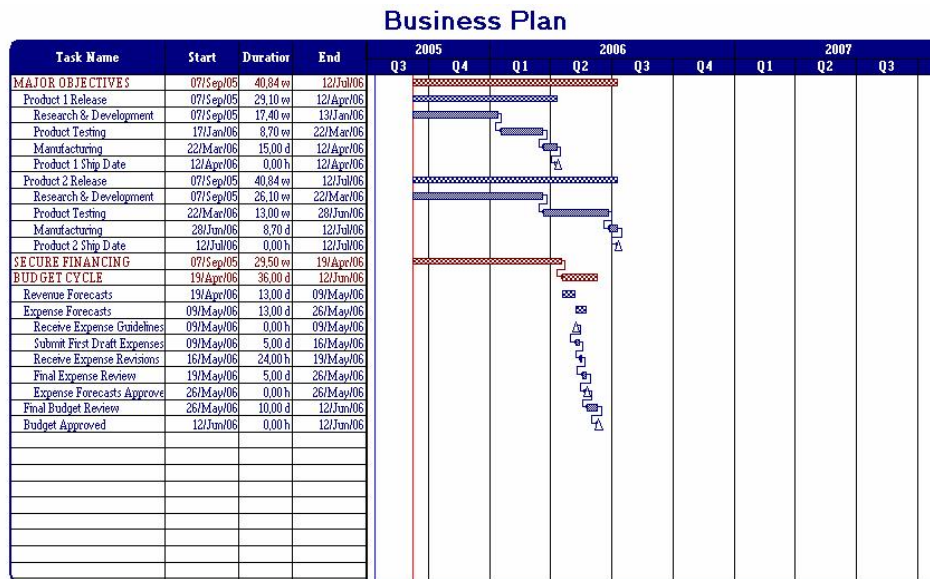 Business Plan
2005 2006 2007
Task Name Start Duration End Q3 Q4 Q1 Q2 Q3 Q4 Q1 Q2 Q3
MAJOR OBJECTIVES 07/Sep/05 40,84 w 12/Jul/06
Product 1 Release 07/Sep/05 29,10 w 12/Apr/06
Research & Development 07/Sep/05 17,40 w 13/Jan/06
Product Testing 17/Jan/06 8,70 w 22/Mar/06
Manufacturing 22/Mar/06 15,00 d 12/Apr/06
Product 1 Ship Date 12/Apr/06 0,00 h 12/Apr/06
Product 2 Release 07/Sep/05 40,84 w 12/Jul/06
Research & Development 07/Sep/05 26,10 w 22/Mar/06
Product Testing 22/Mar/06 13,00 w 28/Jun/06
Manufacturing 28/Jun/06 8,70 d 12/Jul/06
Product 2 Ship Date 12/Jul/06 0,00 h 12/Jul/06
SECURE FINANCING 07/Sep/05 29,50 w 19/Apr/06
BUDGET CYCLE 19/Apr/06 36,00 d 12/Jun/06
Revenue Forecasts 19/Apr/06 13,00 d 09/May/06
Expense Forecasts 09/May/06 13,00 d 26/May/06
Receive Expense Guidelines 09/May/06 0,00 h 09/May/06
Submit First Draft Expenses 09/May/06 5,00 d 16/May/06
Receive Expense Revisions 16/May/06 24,00 h 19/May/06
Final Expense Review 19/May/06 5,00 d 26/May/06
Expense Forecasts Approve 26/May/06 0,00 h 26/May/06
Final Budget Review 26/May/06 10,00 d 12/Jun/06
Budget Approved 12/Jun/06 0,00 h 12/Jun/06